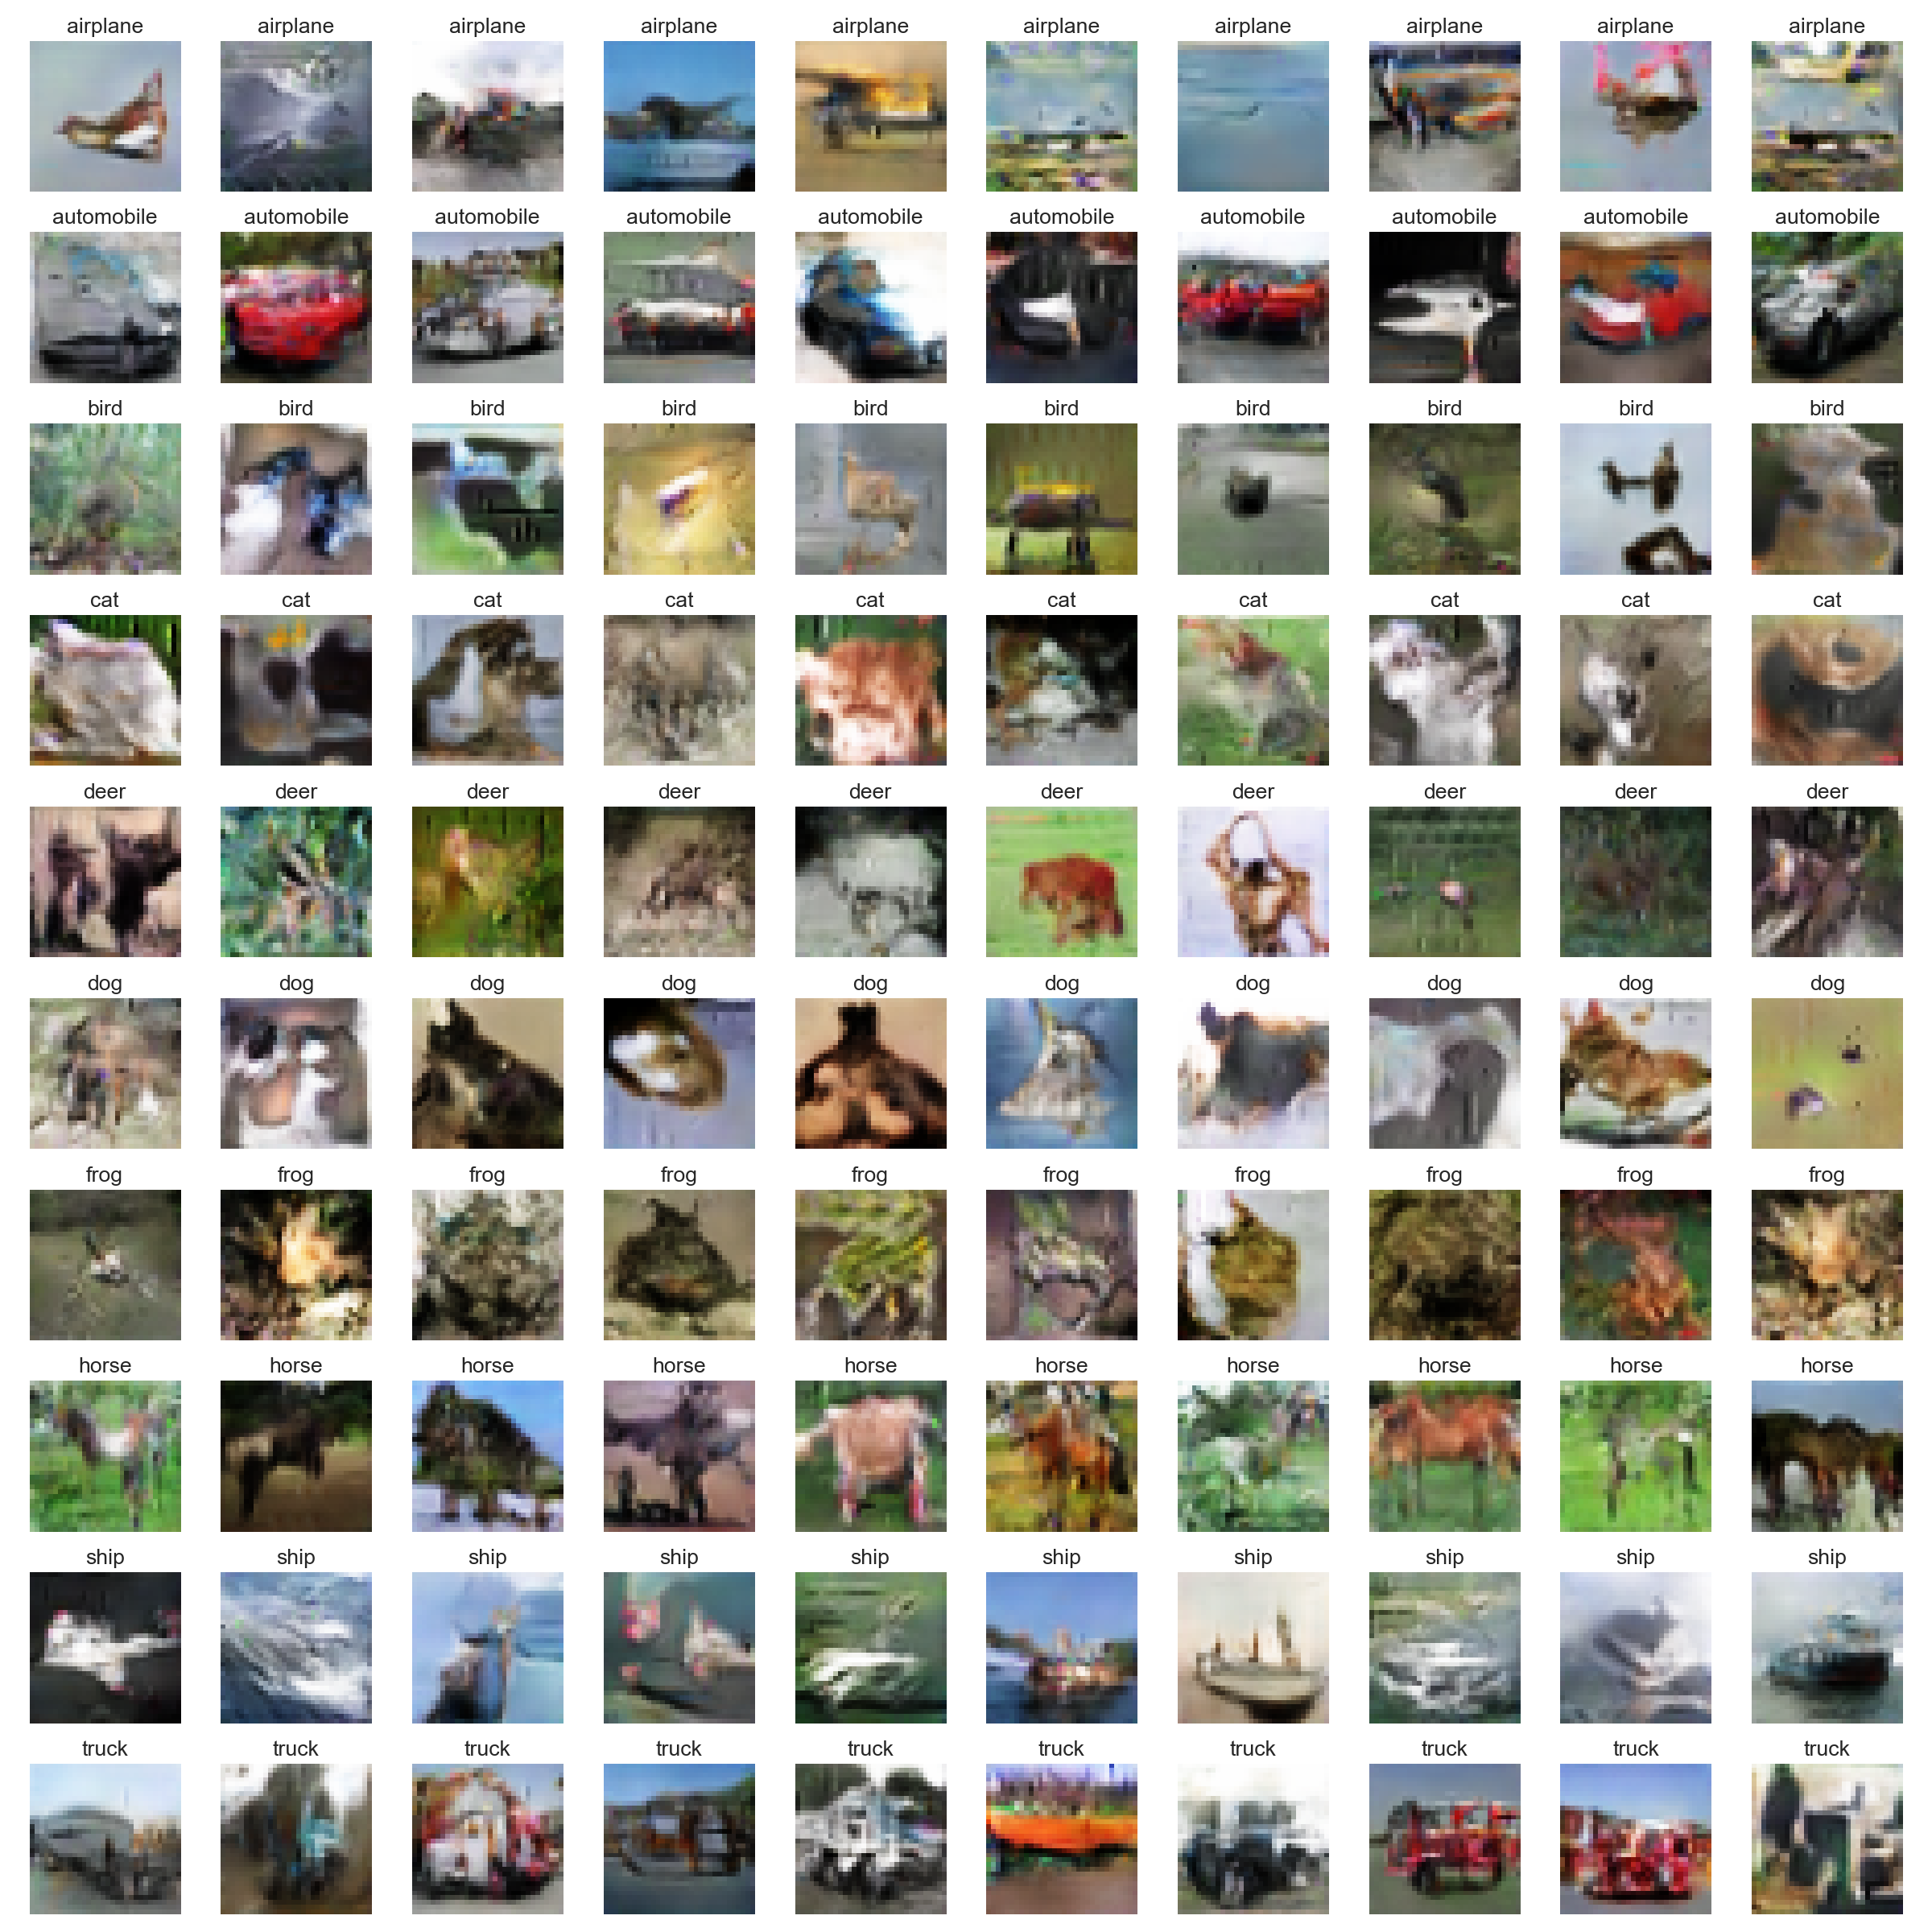 airplane airplane airplane airplane airplane airplane airplane airplane airplane airplane
automobile automobile automobile automobile automobile automobile automobile automobile automobile automobile
bird bird bird bird bird bird bird bird bird bird
cat cat cat cat cat cat cat cat cat cat
deer deer deer deer deer deer deer deer deer deer
dog dog dog dog dog dog dog dog dog dog
frog frog frog frog frog frog frog frog frog frog
horse horse horse horse horse horse horse horse horse horse
ship ship ship ship ship ship ship ship ship ship
truck truck truck truck truck truck truck truck truck truck